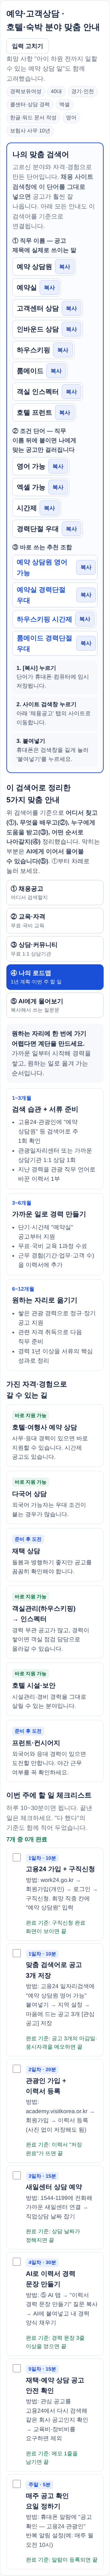 예약·고객상담·
호텔·숙박 분야 맞춤 안내
입력 고치기
회망 사항 "아이 하원 전까지 일할
수 있는 예약 상담 일"도 함께
고려했습니다.
경력보유여성
40대
경기·인천
콜센터·상담 경력
엑셀
한글·워드 문서 작성
영어
보험사 사무 10년
나의 맞춤 검색어
고르신 분야와 자격·경험으로
만든 단어입니다. 채용 사이트
검색창에 이 단어를 그대로
넣으면 공고가 훨씬 잘
나옵니다. 아래 모든 안내도 이
검색어를 기준으로
연결됩니다.
① 직무 이름 — 공고
제목에 실제로 쓰이는 말
예약 상담원 복사
예약실 복사
고객센터 상담 복사
인바운드 상담 복사
하우스키핑 복사
룸메이드 복사
객실 인스펙터 복사
호텔 프런트 복사
② 조건 단어 — 직무
이름 뒤에 붙이면 나에게
맞는 공고만 걸러집니다
영어 가능 복사
엑셀 가능 복사
시간제 복사
경력단절 우대 복사
③ 바로 쓰는 추천 조합
예약 상담원 영어
가능
복사
예약실 경력단절
우대
복사
하우스키핑 시간제 복사
룸메이드 경력단절
우대
복사
1. [복사] 누르기
단어가 휴대폰·컴퓨터에 임시
저장됩니다.
2. 사이트 검색창 누르기
아래 '채용공고' 탭의 사이트로
이동합니다.
3. 붙여넣기
휴대폰은 검색창을 길게 눌러
'붙여넣기'를 누르세요.
이 검색어로 정리한
5가지 맞춤 안내
위 검색어를 기준으로 어디서 찾고
(①), 무엇을 배우고(②), 누구에게
도움을 받고(③), 어떤 순서로
나아갈지(④) 정리했습니다. 막히는
부분은 AI에게 이어서 물어볼
수 있습니다(⑤). ①부터 차례로
눌러 보세요.
① 채용공고
어디서 검색할지
② 교육·자격
무료·국비 교육
③ 상담·커뮤니티
무료 1:1 상담기관
④ 나의 로드맵
1년 계획·이번 주 할 일
⑤ AI에게 물어보기
복사해서 쓰는 질문문
원하는 자리에 한 번에 가기
어렵다면 계단을 만드세요.
가까운 일부터 시작해 경력을
쌓고, 원하는 일로 옮겨 가는
순서입니다.
1~3개월
검색 습관 + 서류 준비
• 고용24·관광인에 "예약
상담원" 등 검색어로 주
1회 확인
• 관광일자리센터 또는 가까운
상담기관 1:1 상담 1회
• 지난 경력을 관광 직무 언어로
바꾼 이력서 1부
3~6개월
가까운 일로 경력 만들기
• 단기·시간제 "예약실"
공고부터 지원
• 무료·국비 교육 1과정 수료
• 근무 경험(기간·업무·고객 수)
을 이력서에 추가
6~12개월
원하는 자리로 옮기기
• 쌓은 관광 경력으로 정규·장기
공고 지원
• 관련 자격 취득으로 다음
직무 준비
• 경력 1년 이상을 서류의 핵심
성과로 정리
가진 자격·경험으로
갈 수 있는 길
바로 지원 가능
호텔·여행사 예약 상담
사무·응대 경력이 있으면 바로
지원할 수 있습니다. 시간제
공고도 있습니다.
바로 지원 가능
다국어 상담
외국어 가능자는 우대 조건이
붙는 경우가 많습니다.
준비 후 도전
재택 상담
돌봄과 병행하기 좋지만 공고를
꼼꼼히 확인해야 합니다.
바로 지원 가능
객실관리(하우스키핑)
→ 인스펙터
경력 무관 공고가 많고, 경력이
쌓이면 객실 점검 담당으로
올라갈 수 있습니다.
바로 지원 가능
호텔 시설·보안
시설관리·경비 경력을 그대로
살릴 수 있는 분야입니다.
준비 후 도전
프런트·컨시어지
외국어와 응대 경력이 있으면
도전할 만합니다. 야간 근무
여부를 꼭 확인하세요.
이번 주에 할 일 체크리스트
하루 10~30분이면 됩니다. 끝난
일은 체크하세요. "다 했다"의
기준도 함께 적어 두었습니다.
7개 중 0개 완료
1일차 · 10분
고용24 가입 + 구직신청
방법: work24.go.kr →
회원가입(개인) → 로그인 →
구직신청. 희망 직종 칸에
"예약 상담원" 입력
완료 기준: 구직신청 완료
화면이 보이면 끝
1일차 · 10분
맞춤 검색어로 공고
3개 저장
방법: 고용24 일자리검색에
"예약 상담원 영어 가능"
붙여넣기 → 지역 설정 →
마음에 드는 공고 3개 [관심
공고] 저장
완료 기준: 공고 3개의 마감일·
응시자격을 메모하면 끝
2일차 · 20분
관광인 가입 +
이력서 등록
방법:
academy.visitkorea.or.kr →
회원가입 → 이력서 등록
(사진 없이 저장해도 됨)
완료 기준: 이력서 "저장
완료"가 뜨면 끝
3일차 · 15분
새일센터 상담 예약
방법: 1544-1199에 전화해
가까운 새일센터 연결 →
직업상담 날짜 잡기
완료 기준: 상담 날짜가
정해지면 끝
4일차 · 30분
AI로 이력서 경력
문장 만들기
방법: ⑤ AI 탭 → "이력서
경력 문장 만들기" 질문 복사
→ AI에 붙여넣고 내 경력
양식 채우기
완료 기준: 경력 문장 3줄
이상을 얻으면 끝
5일차 · 15분
재택·예약 상담 공고
안전 확인
방법: 관심 공고를
고용24에서 다시 검색해
같은 회사 공고인지 확인
→ 교육비·장비비를
요구하면 제외
완료 기준: 메모 1줄을
남기면 끝
주말 · 5분
매주 공고 확인
요일 정하기
방법: 휴대폰 알람에 "공고
확인 — 고용24·관광인"
반복 알림 설정(예: 매주 월
오전 10시)
완료 기준: 알람이 등록되면 끝